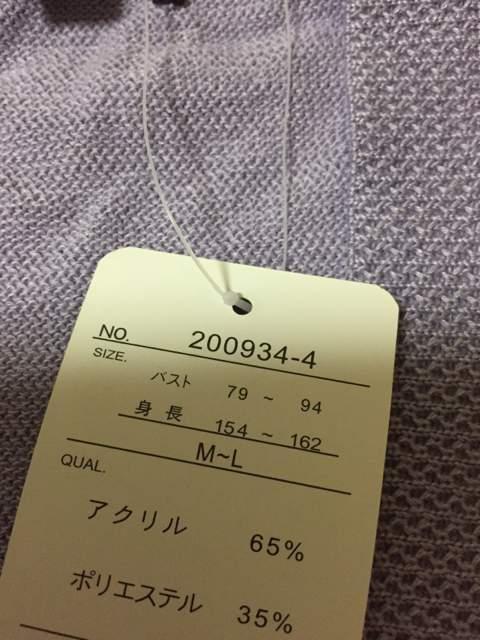 NO. 200934-4
SIZE.
バスト 79 ~ 94
身長 154 ~ 162
M~L
QUAL.
アクリル 65%
ポリエステル 35%